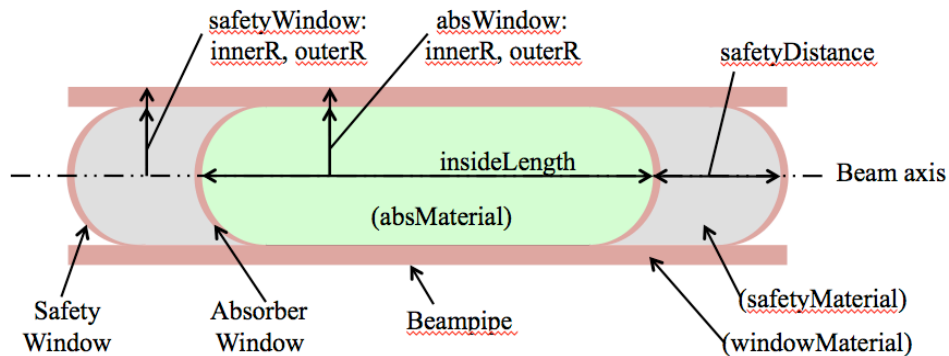 safetyWindow:
innerR, outerR
absWindow:
innerR, outerR
safetyDistance
insideLength
Beam axis
(absMaterial)
Safety
Window
Absorber
Window
Beampipe
(safetyMaterial)
(windowMaterial)